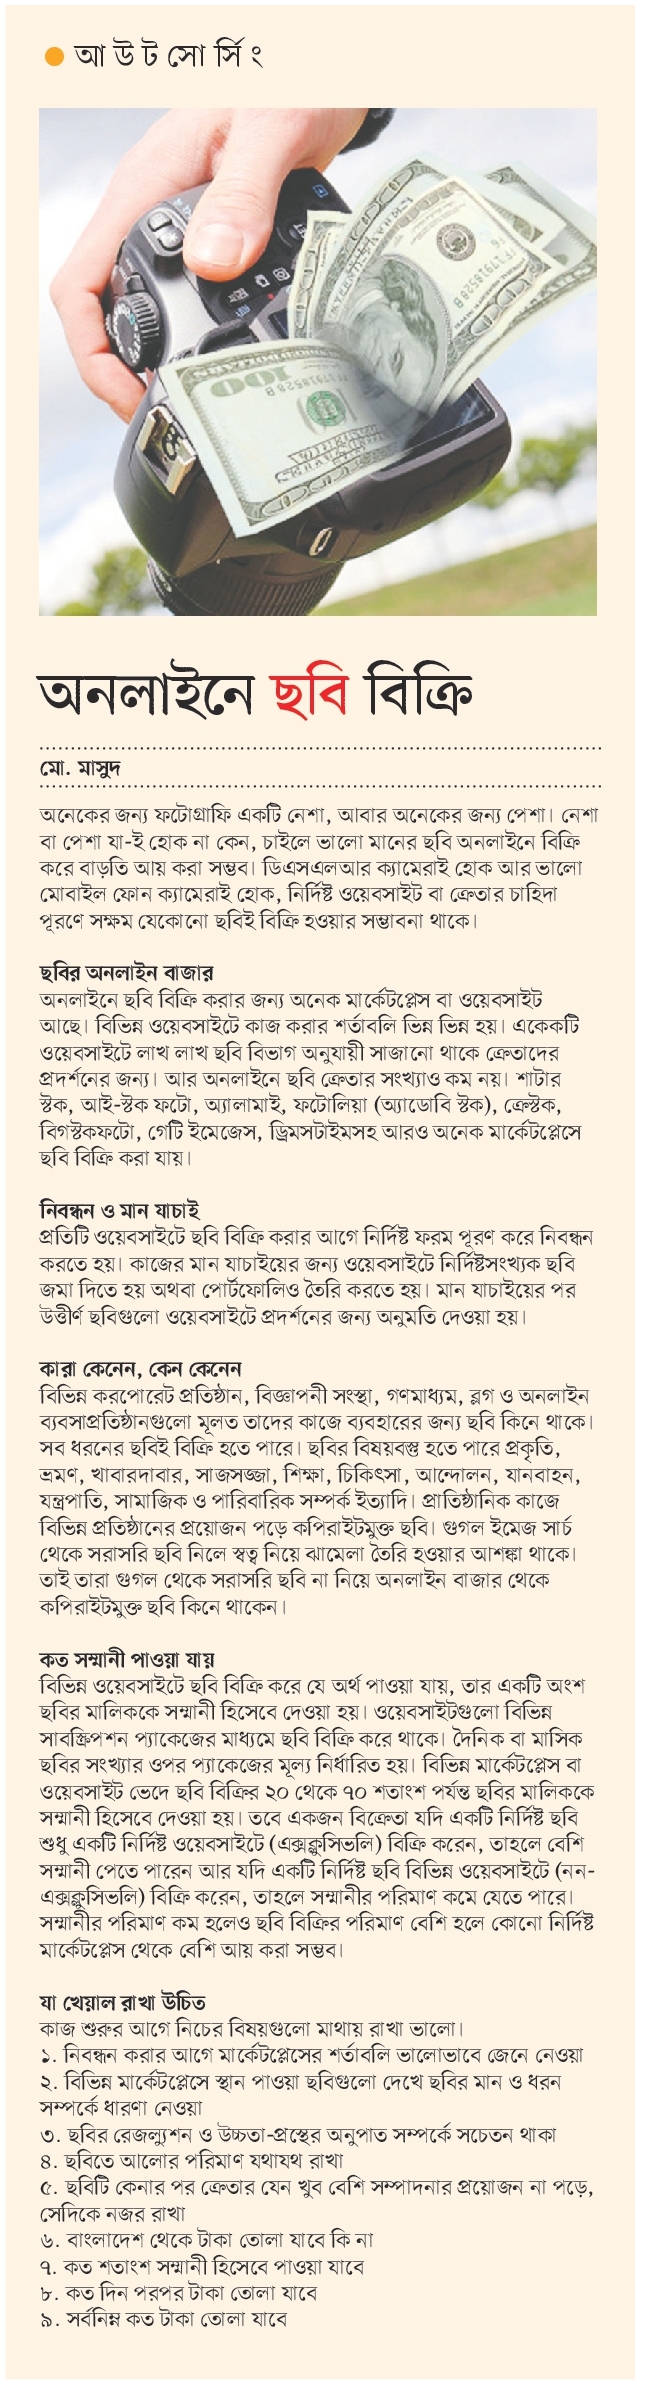 আউটসোর্সিং
100
অনলাইনে ছবি বিক্রি
মো. মাসুদ
অনেকের জন্য ফটোগ্রাফি একটি নেশা, আবার অনেকের জন্য পেশা। নেশা
বা পেশা যা-ই হোক না কেন, চাইলে ভালো মানের ছবি অনলাইনে বিক্রি
করে বাড়তি আয় করা সম্ভব। ডিএসএলআর ক্যামেরাই হোক আর ভালো
মোবাইল ফোন ক্যামেরাই হোক, নির্দিষ্ট ওয়েবসাইট বা ক্রেতার চাহিদা
পূরণে সক্ষম যেকোনো ছবিই বিক্রি হওয়ার সম্ভাবনা থাকে।
ছবির অনলাইন বাজার
অনলাইনে ছবি বিক্রি করার জন্য অনেক মার্কেটপ্লেস বা ওয়েবসাইট
আছে। বিভিন্ন ওয়েবসাইটে কাজ করার শর্তাবলি ভিন্ন ভিন্ন হয়। একেকটি
ওয়েবসাইটে লাখ লাখ ছবি বিভাগ অনুযায়ী সাজানো থাকে ক্রেতাদের
প্রদর্শনের জন্য। আর অনলাইনে ছবি ক্রেতার সংখ্যাও কম নয়। শাটার
স্টক, আই-স্টক ফটো, অ্যালামাই, ফটোলিয়া (অ্যাডোবি স্টক), ক্রেস্টক,
বিগস্টকফটো, গেটি ইমেজেস, ড্রিমসটাইমসহ আরও অনেক মার্কেটপ্লেসে
ছবি বিক্রি করা যায়।
নিবন্ধন ও মান যাচাই
প্রতিটি ওয়েবসাইটে ছবি বিক্রি করার আগে নির্দিষ্ট ফরম পূরণ করে নিবন্ধন
করতে হয়। কাজের মান যাচাইয়ের জন্য ওয়েবসাইটে নির্দিষ্টসংখ্যক ছবি
জমা দিতে হয় অথবা পোর্টফোলিও তৈরি করতে হয়। মান যাচাইয়ের পর
উত্তীর্ণ ছবিগুলো ওয়েবসাইটে প্রদর্শনের জন্য অনুমতি দেওয়া হয়।
কারা কেনেন, কেন কেনেন
বিভিন্ন করপোরেট প্রতিষ্ঠান, বিজ্ঞাপনী সংস্থা, গণমাধ্যম, ব্লগ ও অনলাইন
ব্যবসাপ্রতিষ্ঠানগুলো মূলত তাদের কাজে ব্যবহারের জন্য ছবি কিনে থাকে।
সব ধরনের ছবিই বিক্রি হতে পারে। ছবির বিষয়বস্তু হতে পারে প্রকৃতি,
ভ্রমণ, খাবারদাবার, সাজসজ্জা, শিক্ষা, চিকিৎসা, আন্দোলন, যানবাহন,
যন্ত্রপাতি, সামাজিক ও পারিবারিক সম্পর্ক ইত্যাদি। প্রাতিষ্ঠানিক কাজে
বিভিন্ন প্রতিষ্ঠানের প্রয়োজন পড়ে কপিরাইটমুক্ত ছবি। গুগল ইমেজ সার্চ
থেকে সরাসরি ছবি নিলে স্বত্ব নিয়ে ঝামেলা তৈরি হওয়ার আশঙ্কা থাকে।
তাই তারা গুগল থেকে সরাসরি ছবি না নিয়ে অনলাইন বাজার থেকে
কপিরাইটমুক্ত ছবি কিনে থাকেন।
কত সম্মানী পাওয়া যায়
বিভিন্ন ওয়েবসাইটে ছবি বিক্রি করে যে অর্থ পাওয়া যায়, তার একটি অংশ
ছবির মালিককে সম্মানী হিসেবে দেওয়া হয়। ওয়েবসাইটগুলো বিভিন্ন
সাবস্ক্রিপশন প্যাকেজের মাধ্যমে ছবি বিক্রি করে থাকে। দৈনিক বা মাসিক
ছবির সংখ্যার ওপর প্যাকেজের মূল্য নির্ধারিত হয়। বিভিন্ন মার্কেটপ্লেস বা
ওয়েবসাইট ভেদে ছবি বিক্রির ২০ থেকে ৭০ শতাংশ পর্যন্ত ছবির মালিককে
সম্মানী হিসেবে দেওয়া হয়। তবে একজন বিক্রেতা যদি একটি নির্দিষ্ট ছবি
শুধু একটি নির্দিষ্ট ওয়েবসাইটে (এক্সক্লুসিভলি) বিক্রি করেন, তাহলে বেশি
সম্মানী পেতে পারেন আর যদি একটি নির্দিষ্ট ছবি বিভিন্ন ওয়েবসাইটে (নন-
এক্সক্লুসিভলি) বিক্রি করেন, তাহলে সম্মানীর পরিমাণ কমে যেতে পারে।
সম্মানীর পরিমাণ কম হলেও ছবি বিক্রির পরিমাণ বেশি হলে কোনো নির্দিষ্ট
মার্কেটপ্লেস থেকে বেশি আয় করা সম্ভব।
যা খেয়াল রাখা উচিত
কাজ শুরুর আগে নিচের বিষয়গুলো মাথায় রাখা ভালো।
১. নিবন্ধন করার আগে মার্কেটপ্লেসের শর্তাবলি ভালোভাবে জেনে নেওয়া
২. বিভিন্ন মার্কেটপ্লেসে স্থান পাওয়া ছবিগুলো দেখে ছবির মান ও ধরন
সম্পর্কে ধারণা নেওয়া
৩. ছবির রেজল্যুশন ও উচ্চতা-প্রস্থের অনুপাত সম্পর্কে সচেতন থাকা
৪. ছবিতে আলোর পরিমাণ যথাযথ রাখা
৫. ছবিটি কেনার পর ক্রেতার যেন খুব বেশি সম্পাদনার প্রয়োজন না পড়ে,
সেদিকে নজর রাখা
৬. বাংলাদেশ থেকে টাকা তোলা যাবে কি না
৭. কত শতাংশ সম্মানী হিসেবে পাওয়া যাবে
৮. কত দিন পরপর টাকা তোলা যাবে
৯. সর্বনিম্ন কত টাকা তোলা যাবে